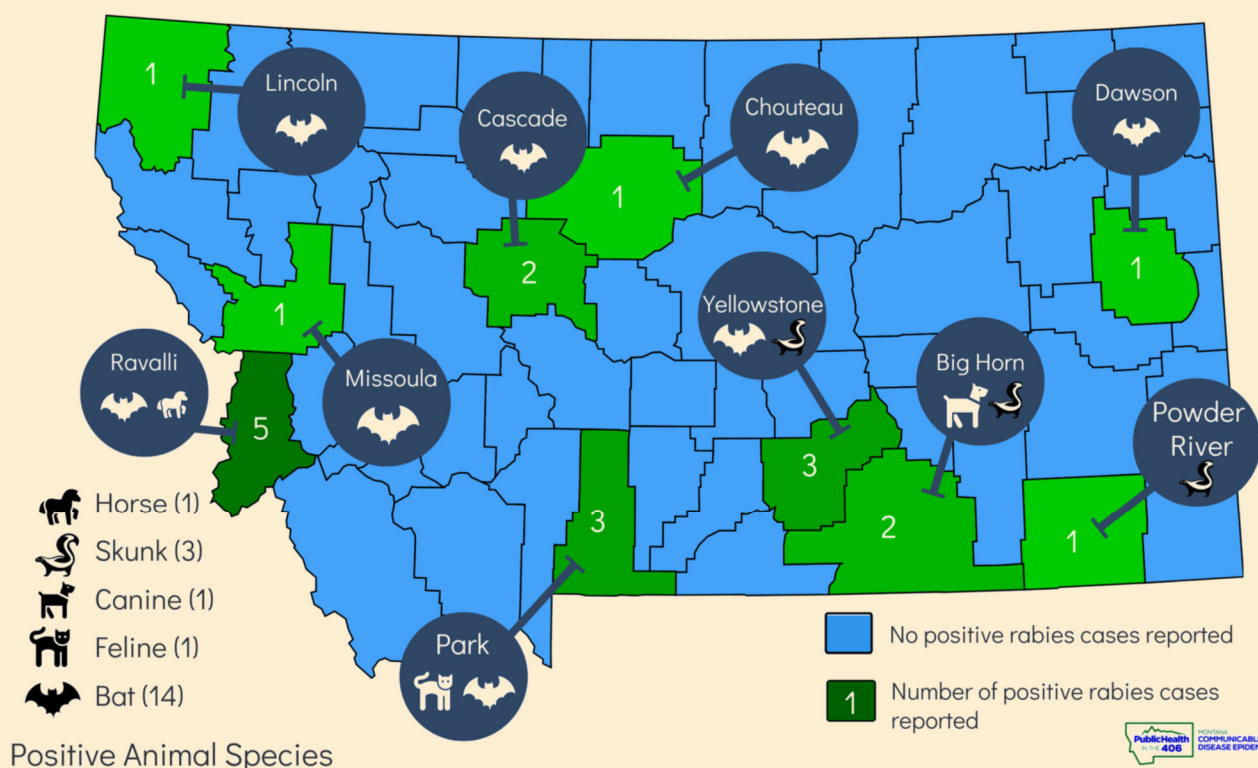 1
Lincoln
Cascade
Chouteau
Dawson
1
2
1
1
Yellowstone
Ravalli
Missoula
Big Horn
5
3
Powder
River
3
2
1
Horse (1)
Skunk (3)
Canine (1)
Feline (1)
Bat (14)
Park
No positive rabies cases reported
1
Number of positive rabies cases
reported
Positive Animal Species
PublicHealth
IN THE 406
MONTANA
COMMUNICABL
DISEASE EPIDEM